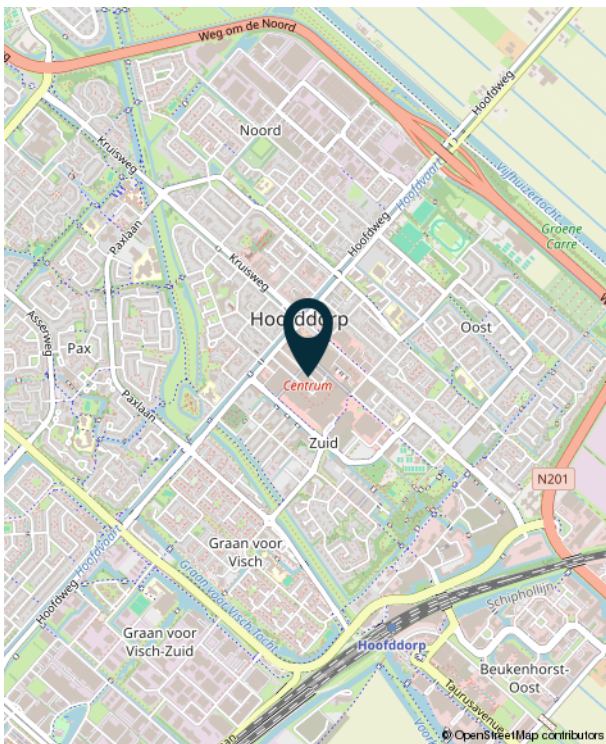 Weg om de Noord
Hoofdweg
Noord
Kruisweg
Hoofdvaart
Vijfhuizertocht
Paxlaan
Hoofdweg
Groene
Carré
Kruisweg
Hoofddorp
Oost
Asserweg
Pax
Centrum
Paxlaan
Zuid
N201
Hoofdvaart
Graan voor
Visch
Graan voor Visch tocht
Hoofdweg
Schiphollijn
Graan voor
Visch-Zuid
Hoofddorp
Beukenhorst-
Oost
Taurusavenue
© OpenStreetMap contributors